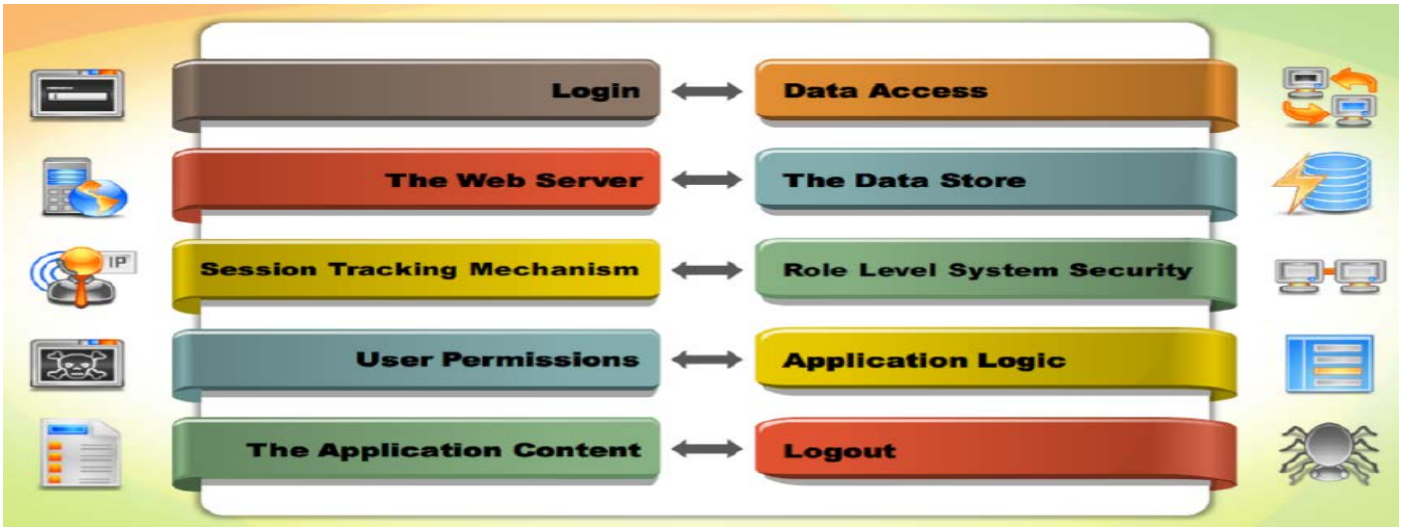 Login
Data Access
The Web Server
The Data Store
IP
Session Tracking Mechanism
Role Level System Security
User Permissions
Application Logic
The Application Content
Logout